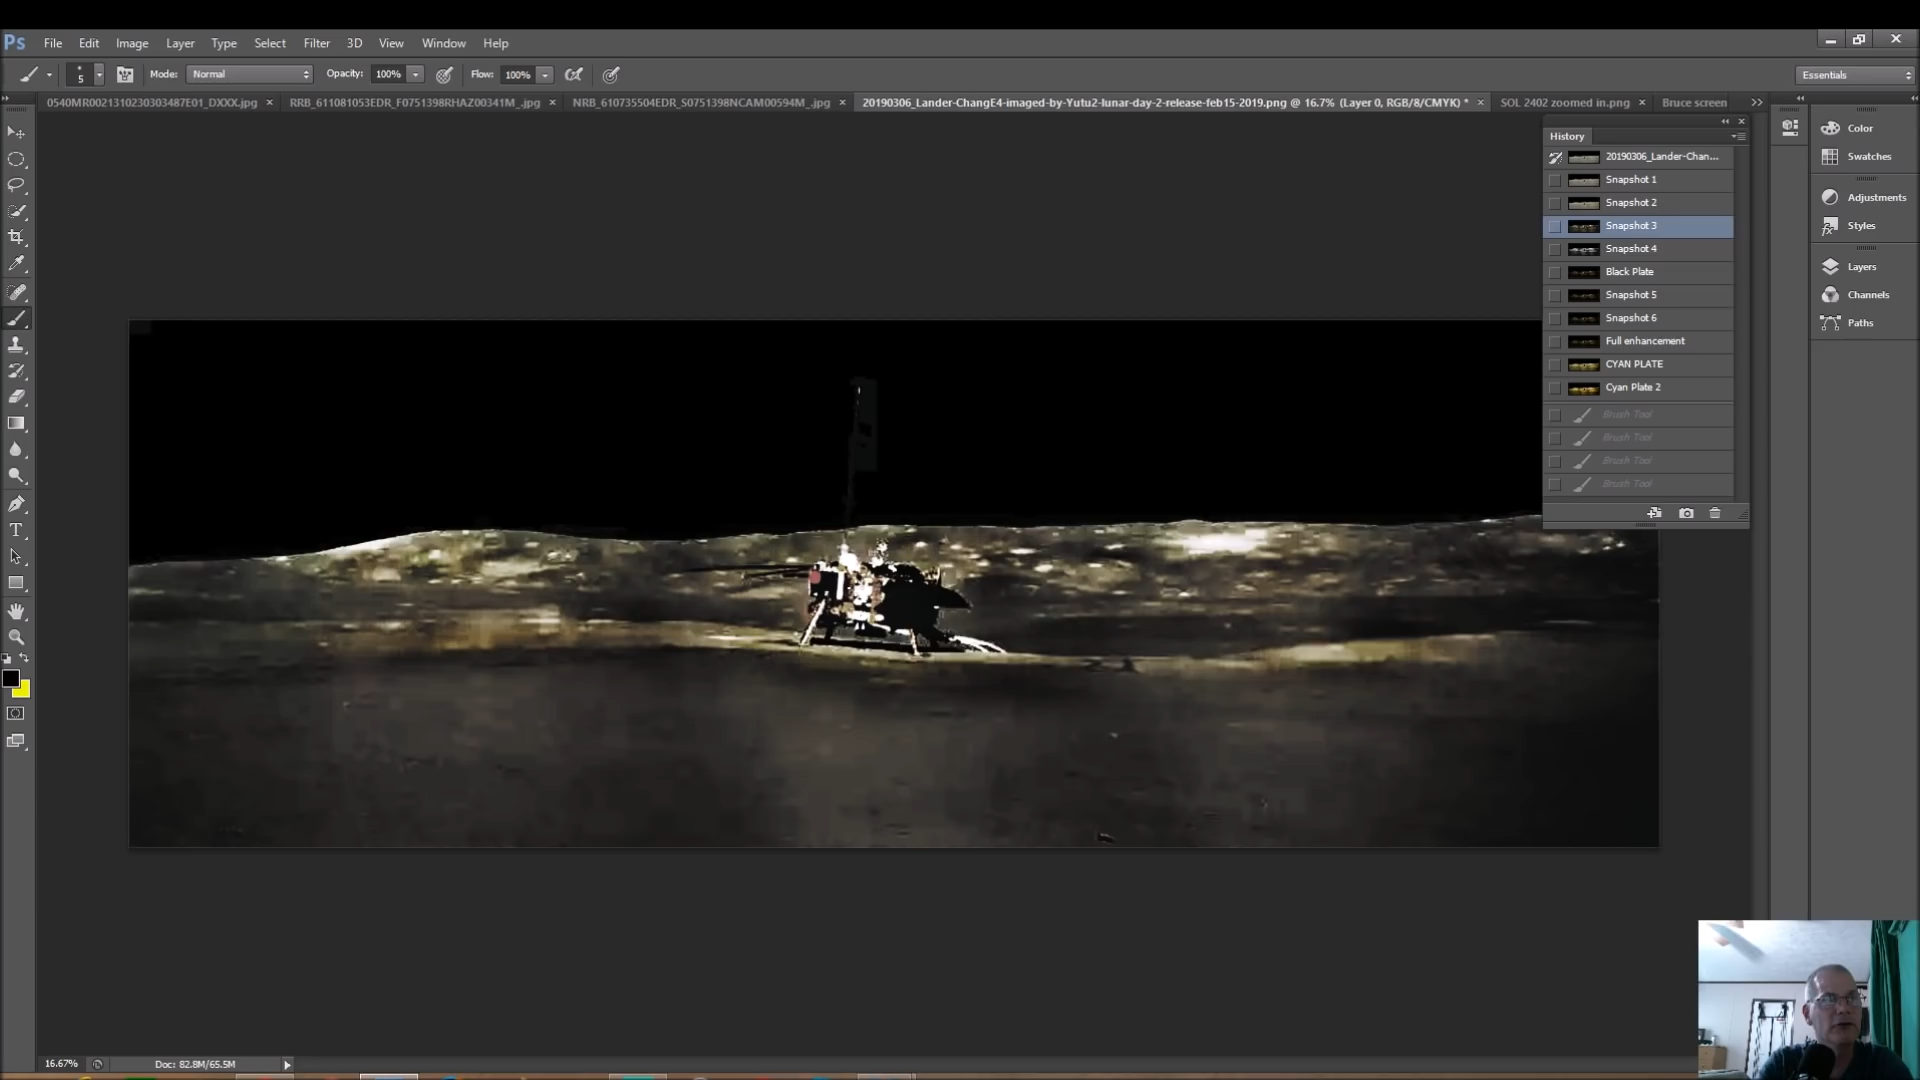 Ps File Edit Image Layer Type Select Filter 3D View Window Help
5 Mode: Normal Opacity: 100% Flow: 100% Essentials
0540MR0021310230303487E01_DXXX.jpg × RRB_611081053EDR_F0751398RHAZ00341M_.jpg × NRB_610735504EDR_S0751398NCAM00594M_.jpg × 20190306_Lander-ChangE4-imaged-by-Yutu2-lunar-day-2-release-feb15-2019.png @ 16.7% (Layer 0, RGB/8/CMYK) * × SOL 2402 zoomed in.png × Bruce screen
History
20190306_Lander-Chan...
Snapshot 1
Snapshot 2
Snapshot 3
Snapshot 4
Black Plate
Snapshot 5
Snapshot 6
Full enhancement
CYAN PLATE
Cyan Plate 2
Brush Tool
Brush Tool
Brush Tool
Brush Tool
Color
Swatches
Adjustments
Styles
Layers
Channels
Paths
16.67% Doc: 82.8M/65.5M